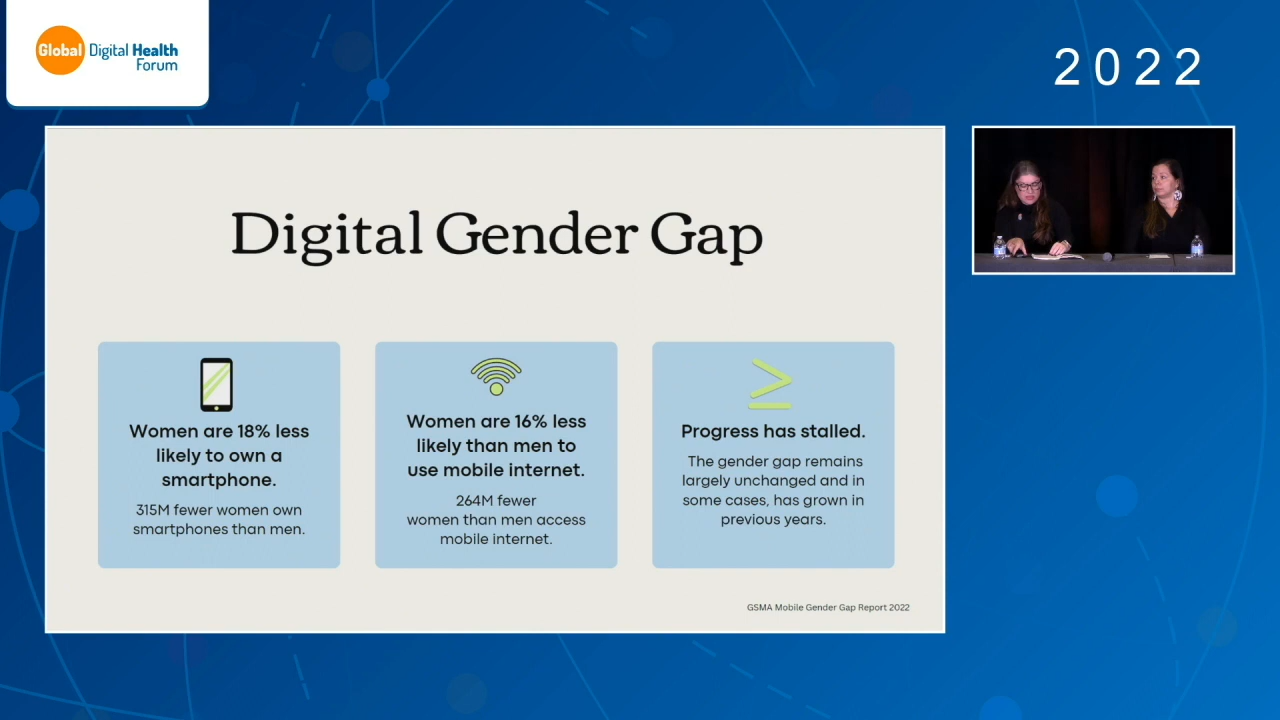 Global Digital Health
Forum
2022
Digital Gender Gap
Women are 18% less
likely to own a
smartphone.
315M fewer women own
smartphones than men.
Women are 16% less
likely than men to
use mobile internet.
264M fewer
women than men access
mobile internet.
Progress has stalled.
The gender gap remains
largely unchanged and in
some cases, has grown in
previous years.
GSMA Mobile Gender Gap Report 2022